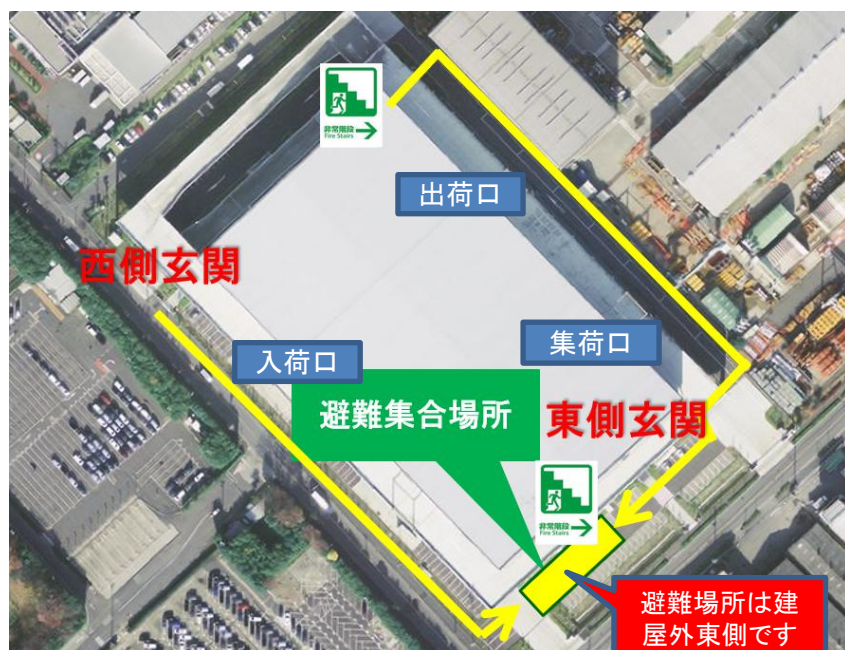 非常階段
Fire Stairs
出荷口
西側玄関
集荷口
入荷口
避難集合場所
東側玄関
非常階段
Fire Stairs
避難場所は建
屋外東側です